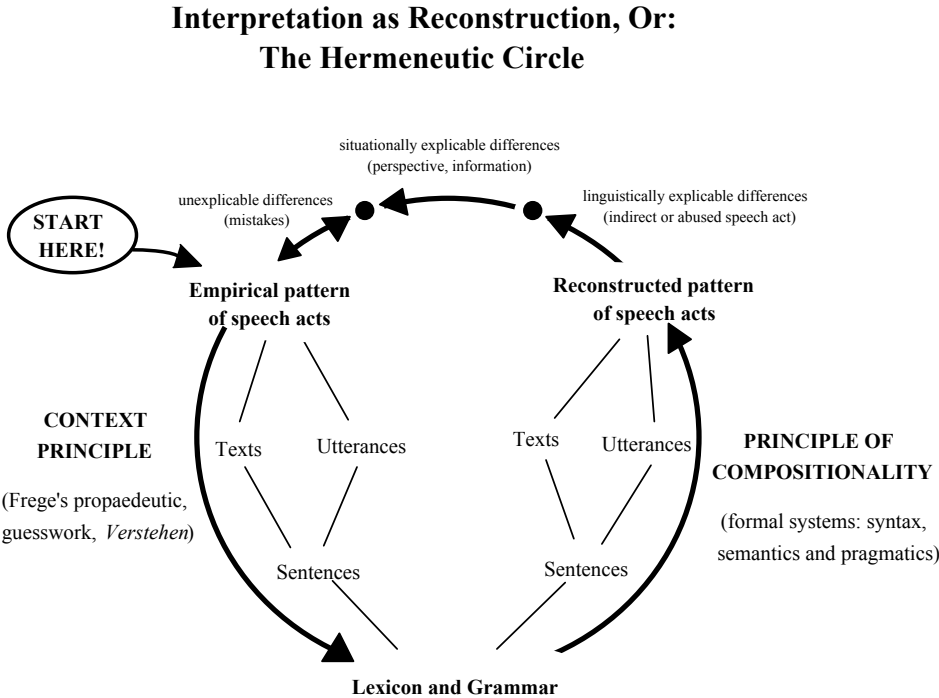 Interpretation as Reconstruction, Or:
The Hermeneutic Circle
situationally explicable differences
(perspective, information)
unexplicable differences
(mistakes)
linguistically explicable differences
(indirect or abused speech act)
START
HERE!
Empirical pattern
of speech acts
Reconstructed pattern
of speech acts
CONTEXT
PRINCIPLE
(Frege's propaedeutic,
guesswork, Verstehen)
Texts
Utterances
Sentences
Texts
Utterances
Sentences
PRINCIPLE OF
COMPOSITIONALITY
(formal systems: syntax,
semantics and pragmatics)
Lexicon and Grammar